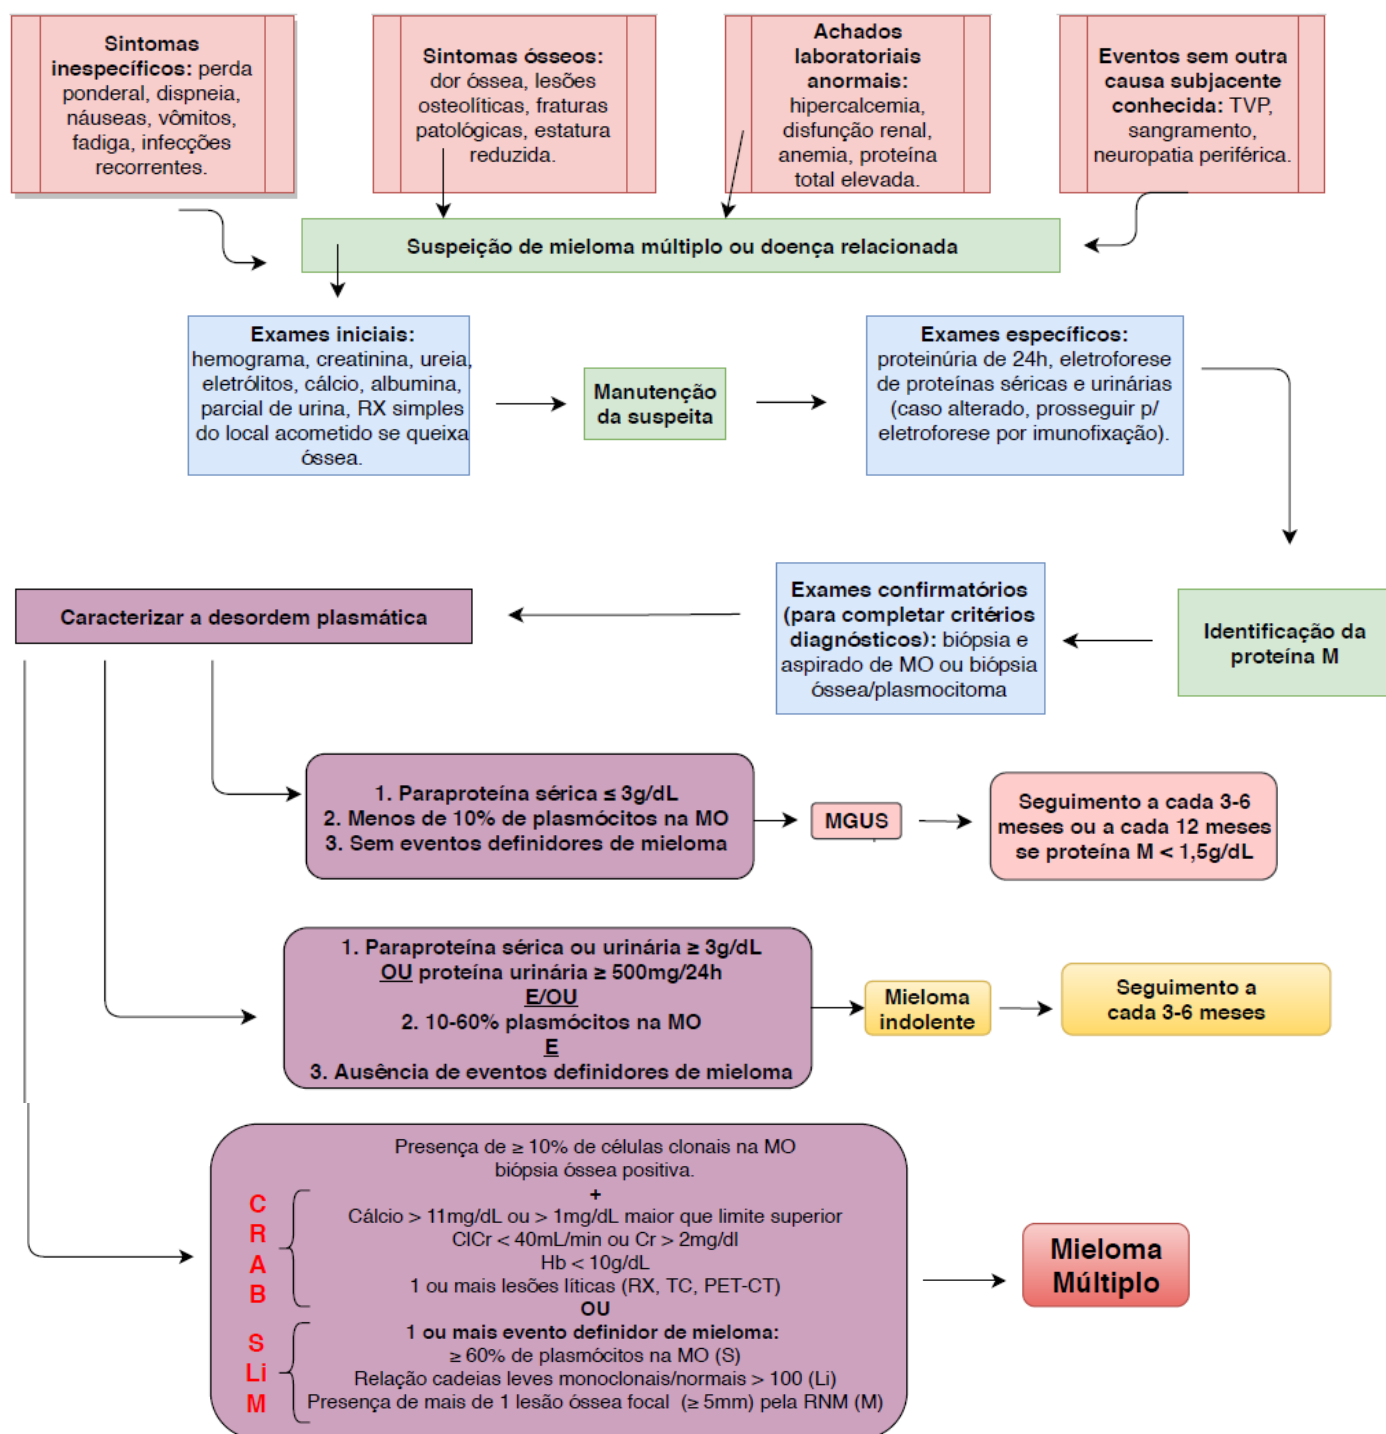 Sintomas
inespecíficos: perda
ponderal, dispneia,
náuseas, vômitos,
fadiga, infecções
recorrentes.
Sintomas ósseos:
dor óssea, lesões
osteolíticas, fraturas
patológicas, estatura
reduzida.
Achados
laboratoriais
anormais:
hipercalcemia,
disfunção renal,
anemia, proteína
total elevada.
Eventos sem outra
causa subjacente
conhecida: TVP,
sangramento,
neuropatia periférica.
Suspeição de mieloma múltiplo ou doença relacionada
Exames iniciais:
hemograma, creatinina, ureia,
eletrólitos, cálcio, albumina,
parcial de urina, RX simples
do local acometido se queixa
óssea.
Manutenção
da suspeita
Exames específicos:
proteinúria de 24h, eletroforese
de proteínas séricas e urinárias
(caso alterado, prosseguir p/
eletroforese por imunofixação).
Identificação da
proteína M
Exames confirmatórios
(para completar critérios
diagnósticos): biópsia e
aspirado de MO ou biópsia
óssea/plasmocitoma
Caracterizar a desordem plasmática
1. Paraproteína sérica ≤ 3g/dL
2. Menos de 10% de plasmócitos na MO
3. Sem eventos definidores de mieloma
MGUS
Seguimento a cada 3-6
meses ou a cada 12 meses
se proteína M < 1,5g/dL
1. Paraproteína sérica ou urinária ≥ 3g/dL
OU proteína urinária ≥ 500mg/24h
E/OU
2. 10-60% plasmócitos na MO
E
3. Ausência de eventos definidores de mieloma
Mieloma
indolente
Seguimento a
cada 3-6 meses
Presença de ≥ 10% de células clonais na MO
biópsia óssea positiva.
+
C
R
A
B
Cálcio > 11mg/dL ou > 1mg/dL maior que limite superior
ClCr < 40mL/min ou Cr > 2mg/dl
Hb < 10g/dL
1 ou mais lesões líticas (RX, TC, PET-CT)
OU
S
Li
M
1 ou mais evento definidor de mieloma:
≥ 60% de plasmócitos na MO (S)
Relação cadeias leves monoclonais/normais > 100 (Li)
Presença de mais de 1 lesão óssea focal (≥ 5mm) pela RNM (M)
Mieloma
Múltiplo